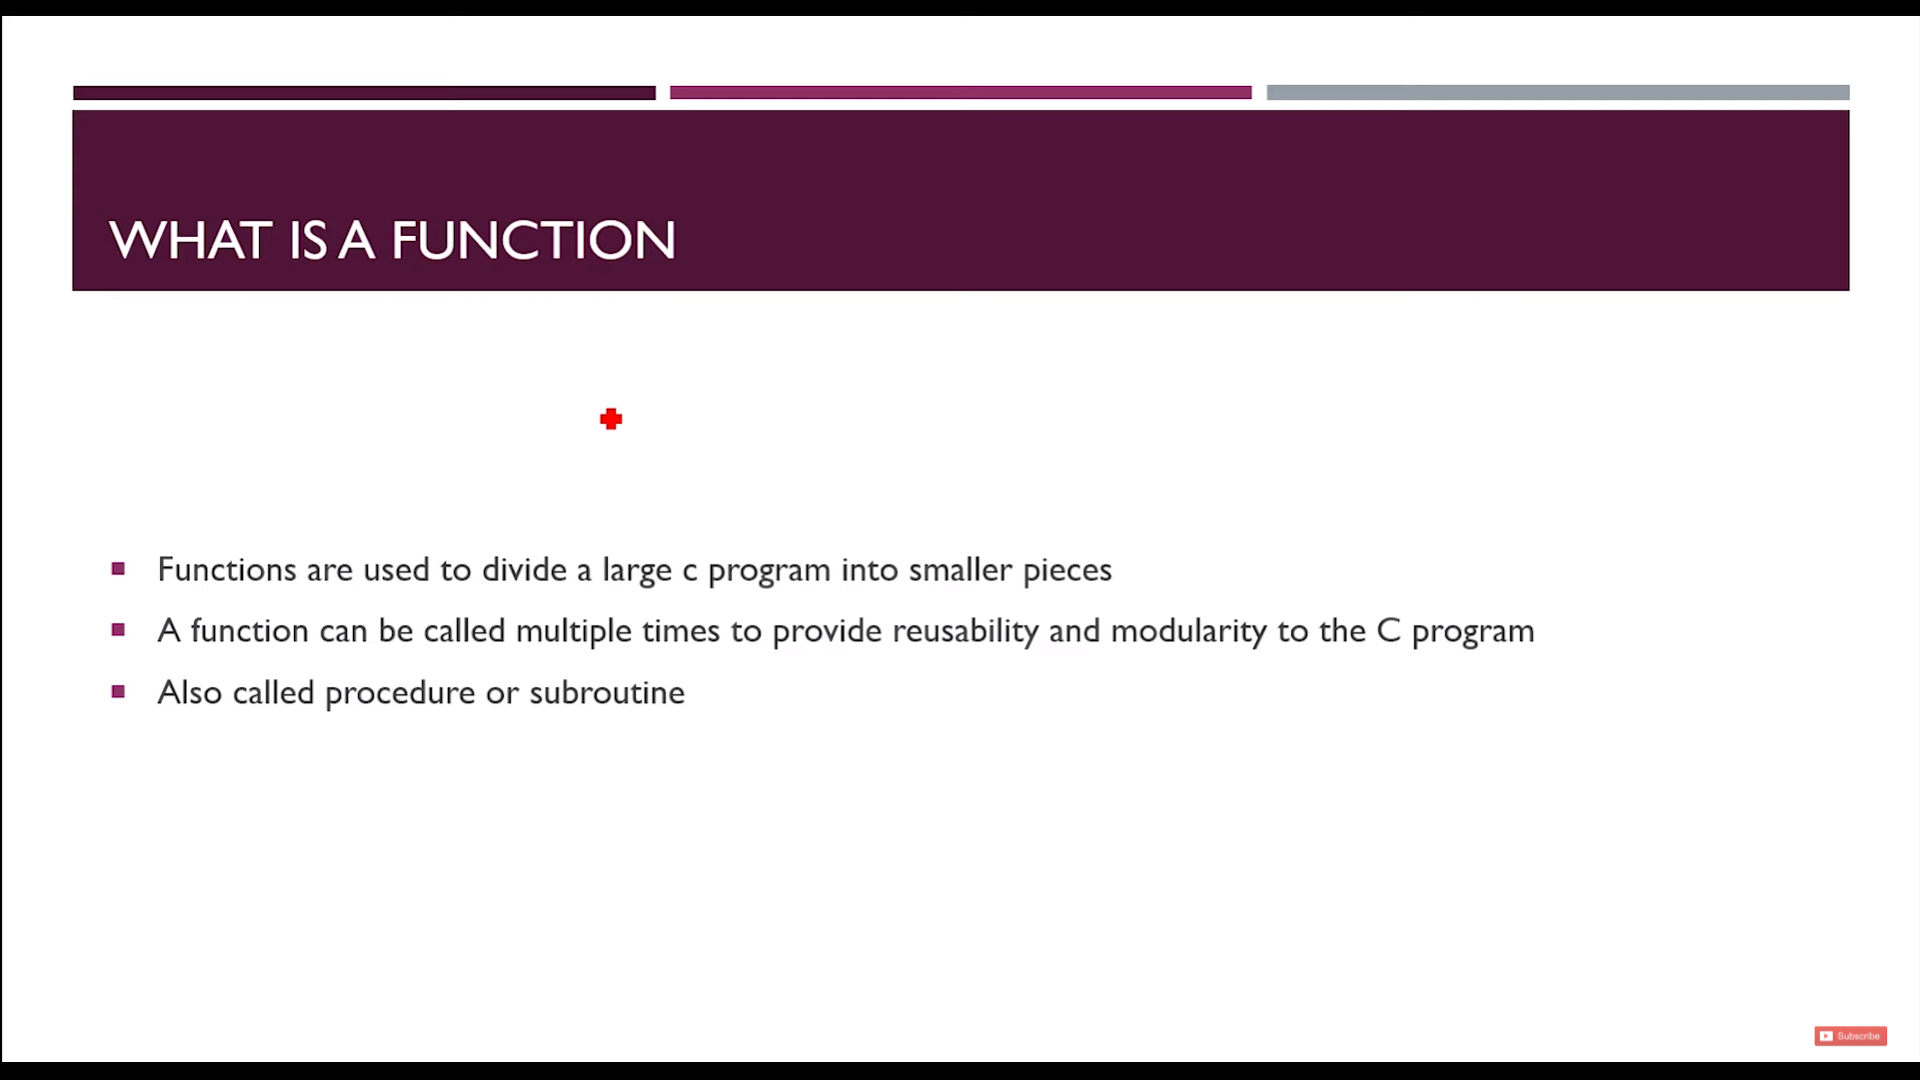 WHAT IS A FUNCTION
Functions are used to divide a large c program into smaller pieces
A function can be called multiple times to provide reusability and modularity to the C program
Also called procedure or subroutine
Subscribe